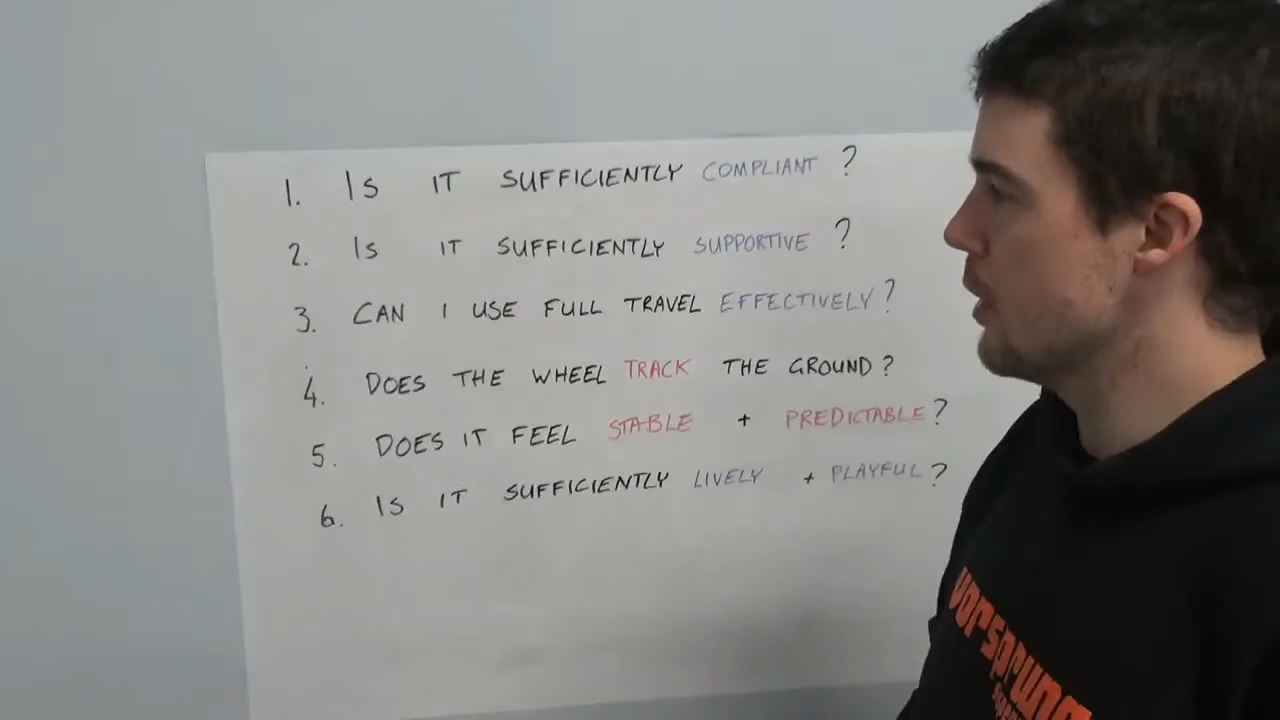 1. Is IT SUFFICIENTLY COMPLIANT?
2. Is IT SUFFICIENTLY SUPPORTIVE?
3. CAN I USE FULL TRAVEL EFFECTIVELY?
4. DOES THE WHEEL TRACK THE GROUND?
5. DOES IT FEEL STABLE + PREDICTABLE?
6. IS IT SUFFICIENTLY LIVELY + PLAYFUL?
vorsprung